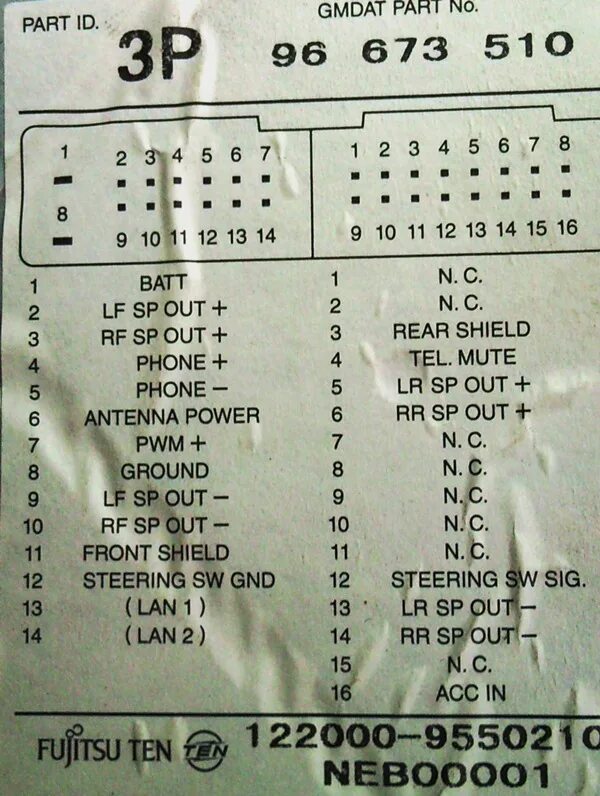 PART ID. GMDAT PART No.
3P 96 673 510
1 2 3 4 5 6 7 1 2 3 4 5 6 7 8
8 9 10 11 12 13 14 9 10 11 12 13 14 15 16
1 BATT 1 N.C.
2 LF SP OUT + 2 N.C.
3 RF SP OUT + 3 REAR SHIELD
4 PHONE + 4 TEL. MUTE
5 PHONE − 5 LR SP OUT +
6 ANTENNA POWER 6 RR SP OUT +
7 PWM + 7 N.C.
8 GROUND 8 N.C.
9 LF SP OUT − 9 N.C.
10 RF SP OUT − 10 N.C.
11 FRONT SHIELD 11 N.C.
12 STEERING SW GND 12 STEERING SW SIG.
13 (LAN 1) 13 LR SP OUT −
14 (LAN 2) 14 RR SP OUT −
15 N.C.
16 ACC IN
FUJITSU TEN TEN 122000-9550210
NEB00001